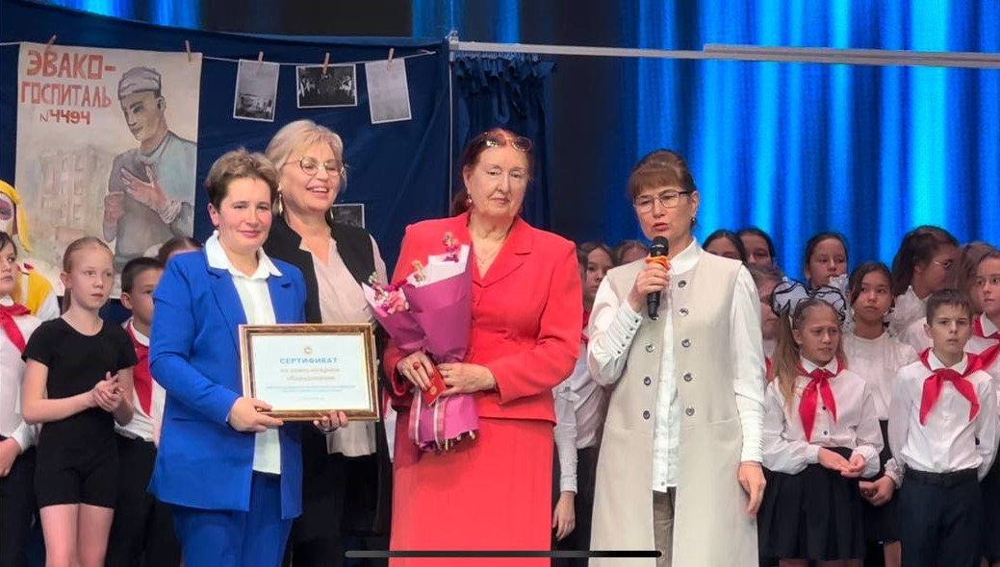 ЭВАКО-
ГОСПИТАЛЬ
№4494
СЕРТИФИКАТ
на компьютерное
оборудование